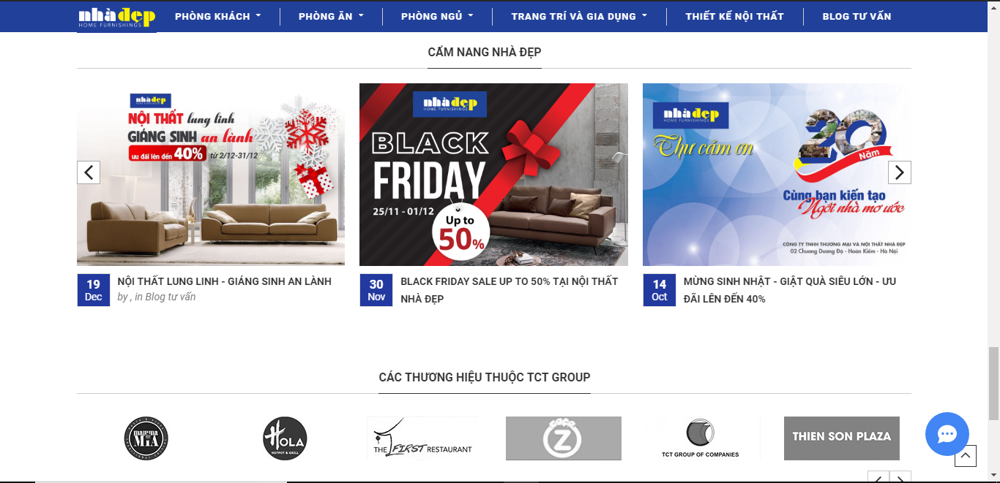 nhàđẹp
HOME FURNISHINGS
PHÒNG KHÁCH
PHÒNG ĂN
PHÒNG NGỦ
TRANG TRÍ VÀ GIA DỤNG
THIẾT KẾ NỘI THẤT
BLOG TƯ VẤN
CẨM NANG NHÀ ĐẸP
nhàđẹp
HOME FURNISHINGS
NỘI THẤT lung linh
GIÁNG SINH an lành
ưu đãi lên đến 40% từ 2/12-31/12
nhàđẹp
HOME FURNISHINGS
BLACK
FRIDAY
25/11 - 01/12
Up to
50%
nhàđẹp
HOME FURNISHINGS
Thư cảm ơn
20
Năm
Cùng bạn kiến tạo
Ngôi nhà mơ ước
CÔNG TY TNHH THƯƠNG MẠI VÀ NỘI THẤT NHÀ ĐẸP
02 Chương Dương Độ - Hoàn Kiếm - Hà Nội
19
Dec
NỘI THẤT LUNG LINH - GIÁNG SINH AN LÀNH
by , in Blog tư vấn
30
Nov
BLACK FRIDAY SALE UP TO 50% TẠI NỘI THẤT
NHÀ ĐẸP
14
Oct
MỪNG SINH NHẬT - GIẬT QUÀ SIÊU LỚN - ƯU
ĐÃI LÊN ĐẾN 40%
CÁC THƯƠNG HIỆU THUỘC TCT GROUP
mamma
MIA
HOLA
HOTPOT & GRILL
THE FIRST RESTAURANT
coca
Z
TCT GROUP OF COMPANIES
THIEN SON PLAZA